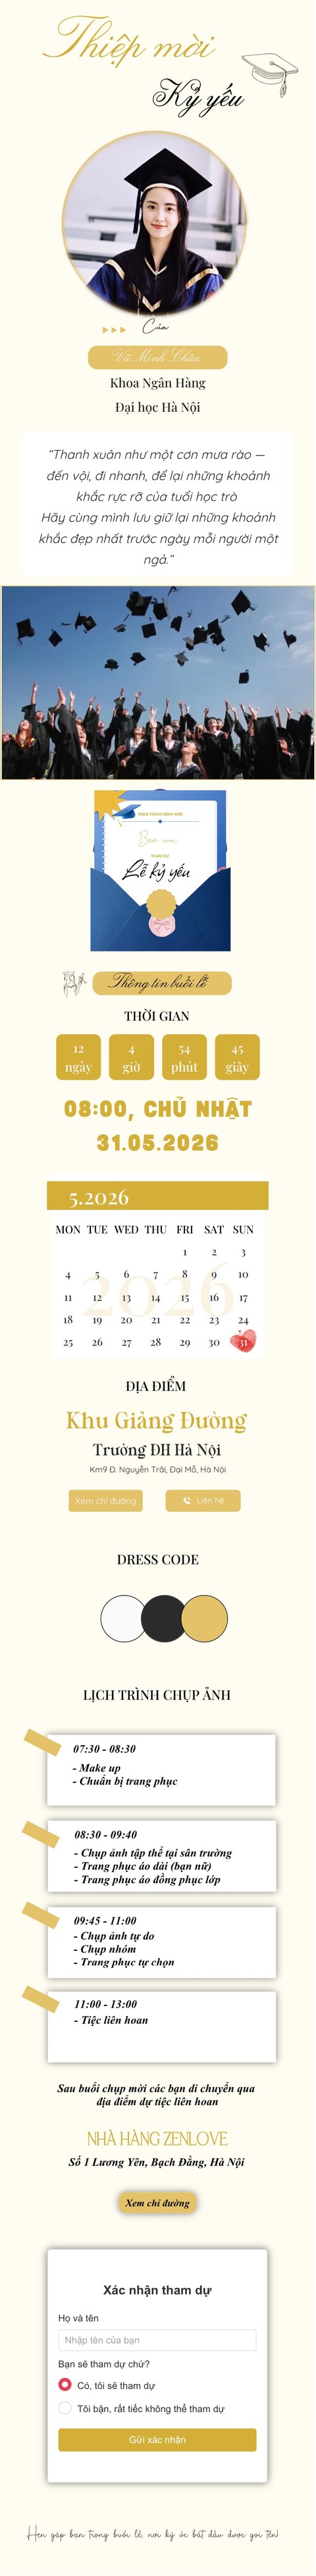 Thiệp mời
Kỷ yếu
Của
Vũ Minh Châu
Khoa Ngân Hàng
Đại học Hà Nội
“Thanh xuân như một cơn mưa rào —
đến vội, đi nhanh, để lại những khoảnh
khắc rực rỡ của tuổi học trò
Hãy cùng mình lưu giữ lại những khoảnh
khắc đẹp nhất trước ngày mỗi người một
ngả.”
TRÂN TRỌNG KÍNH MỜI
THAM DỰ
Lễ kỷ yếu
Thông tin buổi lễ
THỜI GIAN
12 4 54 45
ngày giờ phút giây
08:00, CHỦ NHẬT
31.05.2026
5.2026
2026
MON TUE WED THU FRI SAT SUN
1 2 3
4 5 6 7 8 9 10
11 12 13 14 15 16 17
18 19 20 21 22 23 24
25 26 27 28 29 30 31
ĐỊA ĐIỂM
Khu Giảng Đường
Trường ĐH Hà Nội
Km9 Đ. Nguyễn Trãi, Đại Mỗ, Hà Nội
Xem chỉ đường Liên hệ
DRESS CODE
LỊCH TRÌNH CHỤP ẢNH
07:30 - 08:30
- Make up
- Chuẩn bị trang phục
08:30 - 09:40
- Chụp ảnh tập thể tại sân trường
- Trang phục áo dài (bạn nữ)
- Trang phục áo đồng phục lớp
09:45 - 11:00
- Chụp ảnh tự do
- Chụp nhóm
- Trang phục tự chọn
11:00 - 13:00
- Tiệc liên hoan
Sau buổi chụp mời các bạn di chuyển qua
địa điểm dự tiệc liên hoan
NHÀ HÀNG ZENLOVE
Số 1 Lương Yên, Bạch Đằng, Hà Nội
Xem chỉ đường
Xác nhận tham dự
Họ và tên
Nhập tên của bạn
Bạn sẽ tham dự chứ?
Có, tôi sẽ tham dự
Tôi bận, rất tiếc không thể tham dự
Gửi xác nhận
Hẹn gặp bạn trong buổi lễ, nơi ký ức bắt đầu được gọi tên!